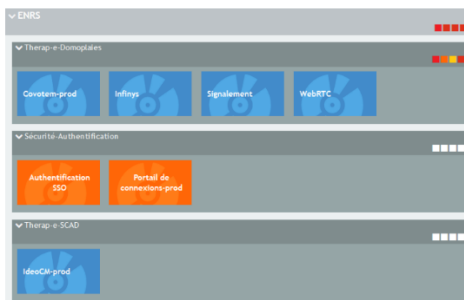 ENRS
Therap-e-Domopiales
Covotem-prod
Infinys
Signalement
WebRTC
Sécurité-Authentification
Authentification
SSO
Portail de
connexions-prod
Therap-e-SCAD
IdeoCM-prod